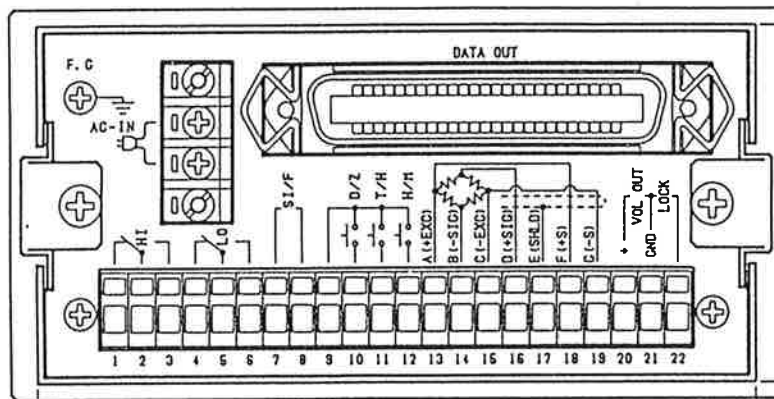 DATA OUT
F.G
AC-IN
HI
LO
SI/F
D/Z
T/H
H/M
A(+EXC)
B(-SIG)
C(-EXC)
D(+SIG)
E(SHLD)
F(+S)
G(-S)
+
VOL OUT
GND
LOCK
1 2 3 4 5 6 7 8 9 10 11 12 13 14 15 16 17 18 19 20 21 22